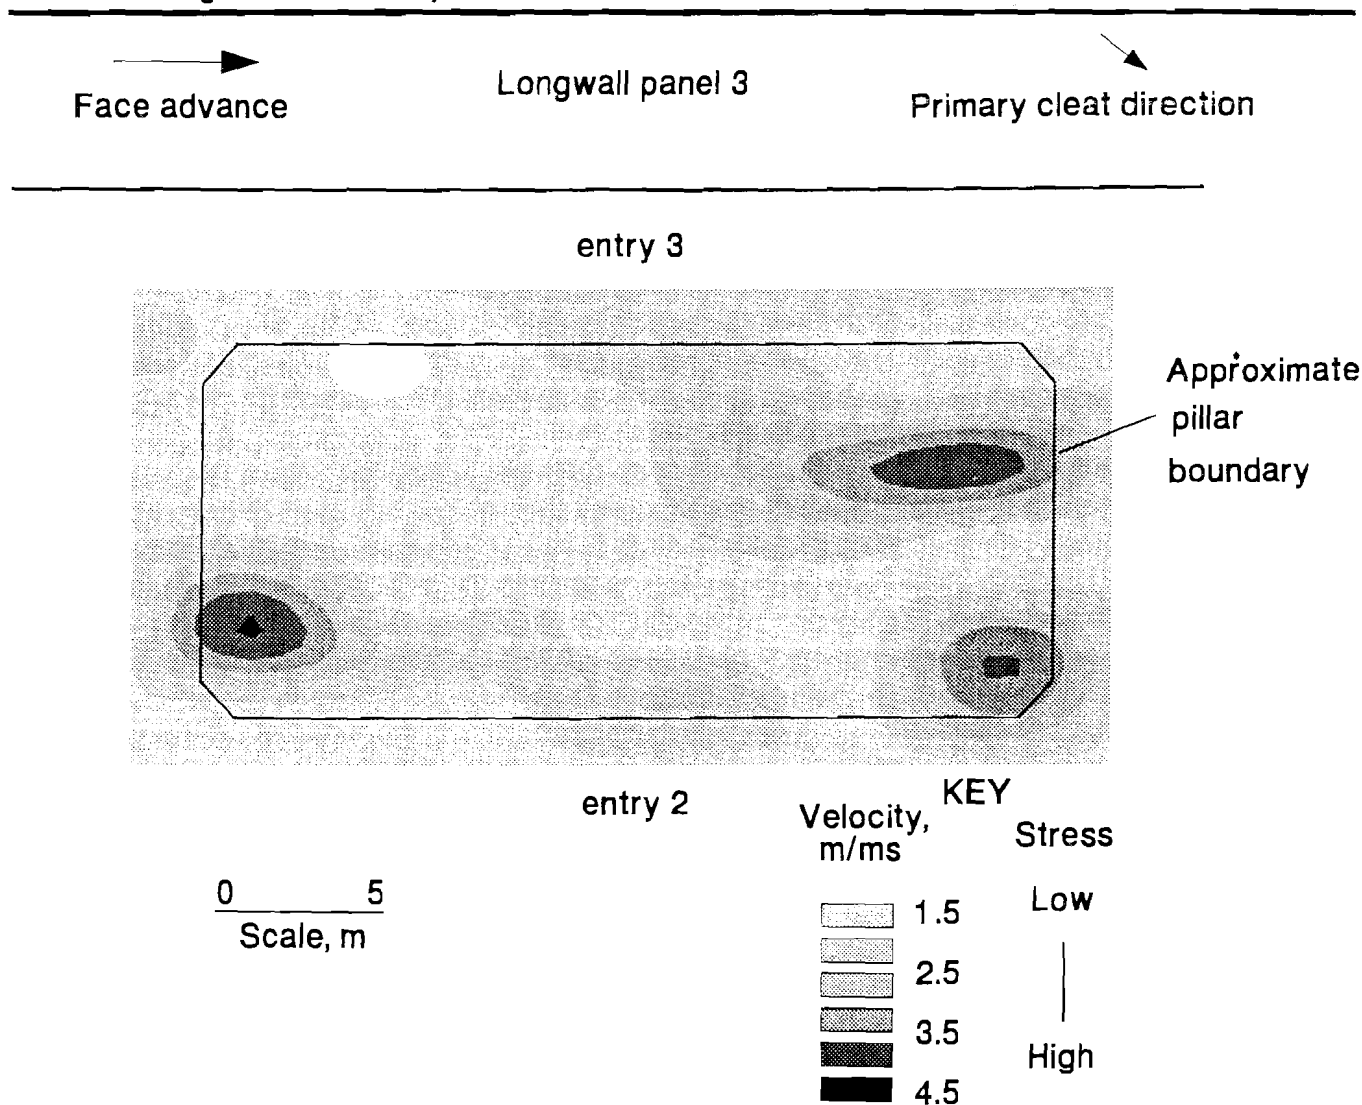 Face advance
Longwall panel 3
Primary cleat direction
entry 3
Approximate
pillar
boundary
entry 2
KEY
Velocity,
m/ms
Stress
0 5
Scale, m
1.5
Low
2.5
3.5
High
4.5